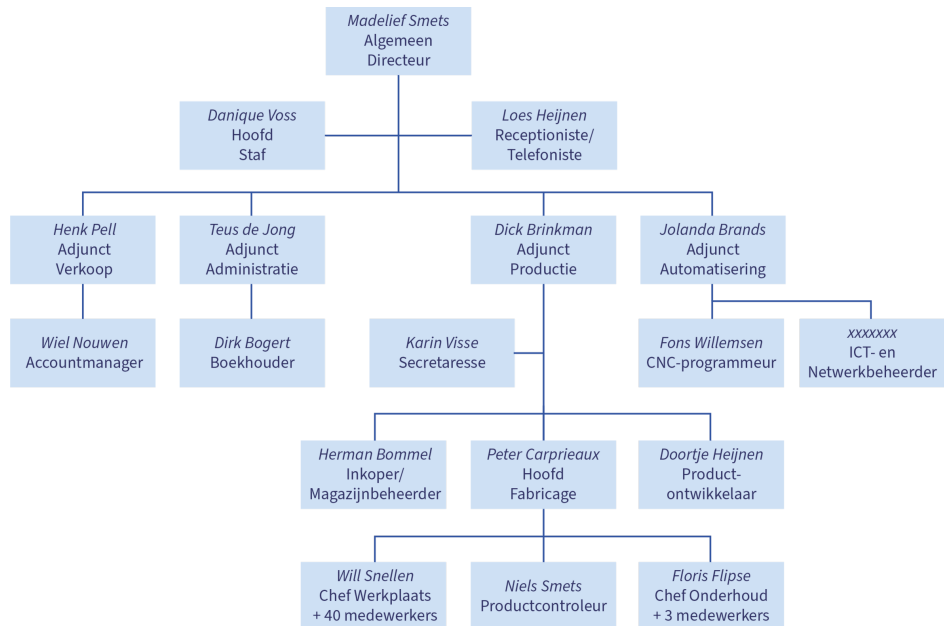 Madelief Smets
Algemeen
Directeur
Danique Voss
Hoofd
Staf
Loes Heijnen
Receptioniste/
Telefoniste
Henk Pell
Adjunct
Verkoop
Teus de Jong
Adjunct
Administratie
Dick Brinkman
Adjunct
Productie
Jolanda Brands
Adjunct
Automatisering
Wiel Nouwen
Accountmanager
Dirk Bogert
Boekhouder
Karin Visse
Secretaresse
Fons Willemsen
CNC-programmeur
xxxxxxx
ICT- en
Netwerkbeheerder
Herman Bommel
Inkoper/
Magazijnbeheerder
Peter Carprieaux
Hoofd
Fabricage
Doortje Heijnen
Product-
ontwikkelaar
Will Snellen
Chef Werkplaats
+ 40 medewerkers
Niels Smets
Productcontroleur
Floris Flipse
Chef Onderhoud
+ 3 medewerkers